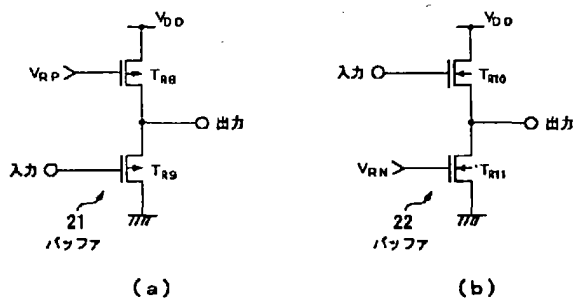 VDD
VRP
TR8
出力
入力
TR9
21
バッファ
(a)
VDD
入力
TR10
出力
VRN
TR11
22
バッファ
(b)